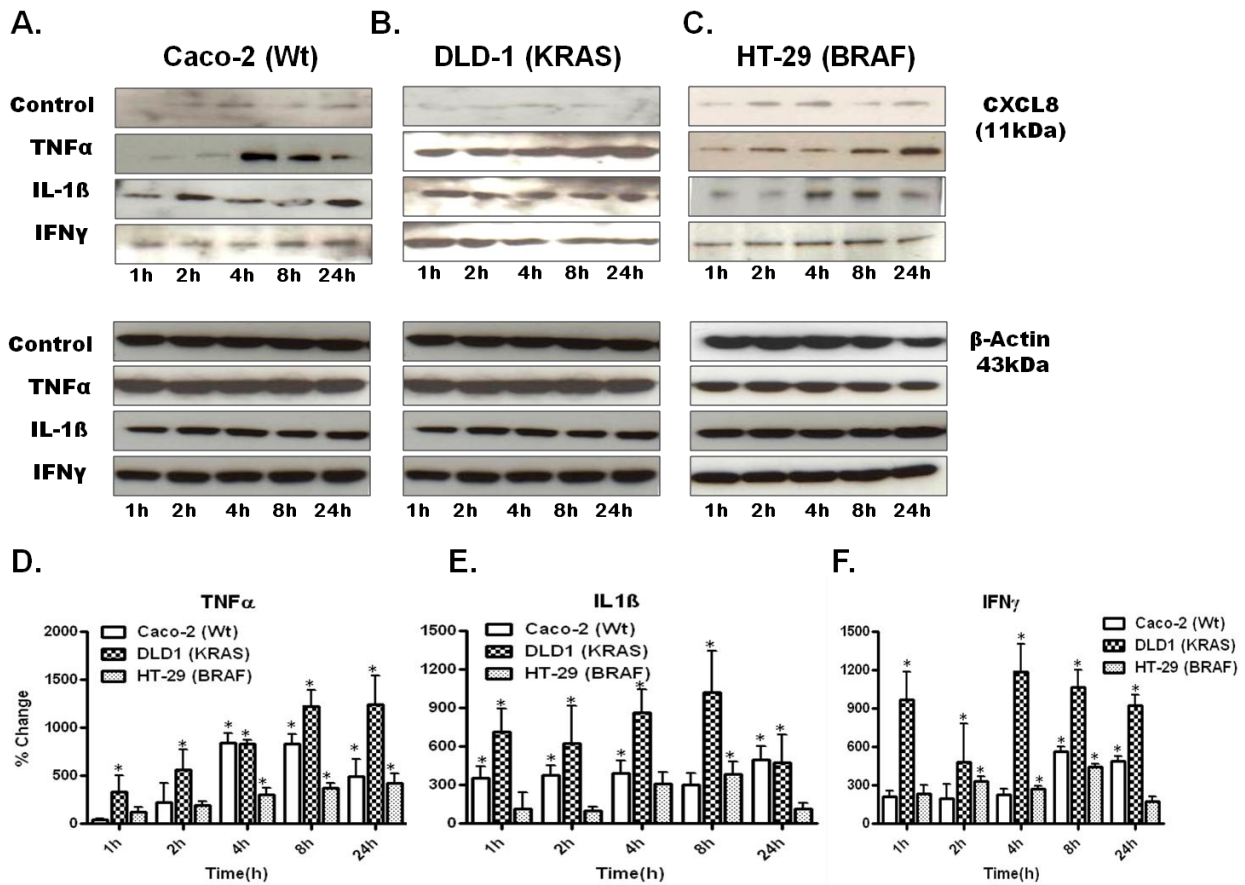 A.
B.
C.
Caco-2 (Wt)
DLD-1 (KRAS)
HT-29 (BRAF)
Control
TNFα
IL-1ß
IFNγ
CXCL8
(11kDa)
1h 2h 4h 8h 24h
1h 2h 4h 8h 24h
1h 2h 4h 8h 24h
Control
TNFα
IL-1ß
IFNγ
β-Actin
43kDa
1h 2h 4h 8h 24h
1h 2h 4h 8h 24h
1h 2h 4h 8h 24h
D.
TNFα
Caco-2 (Wt)
DLD1 (KRAS)
HT-29 (BRAF)
% Change
2000
1500
1000
500
0
* * * * * * * * * * *
1h 2h 4h 8h 24h
Time(h)
E.
IL1ß
Caco-2 (Wt)
DLD1 (KRAS)
HT-29 (BRAF)
1500
1200
900
600
300
0
* * * * * * * * * *
1h 2h 4h 8h 24h
Time(h)
F.
IFNγ
Caco-2 (Wt)
DLD1 (KRAS)
HT-29 (BRAF)
1500
1200
900
600
300
0
* * * * * * * * * *
1h 2h 4h 8h 24h
Time(h)